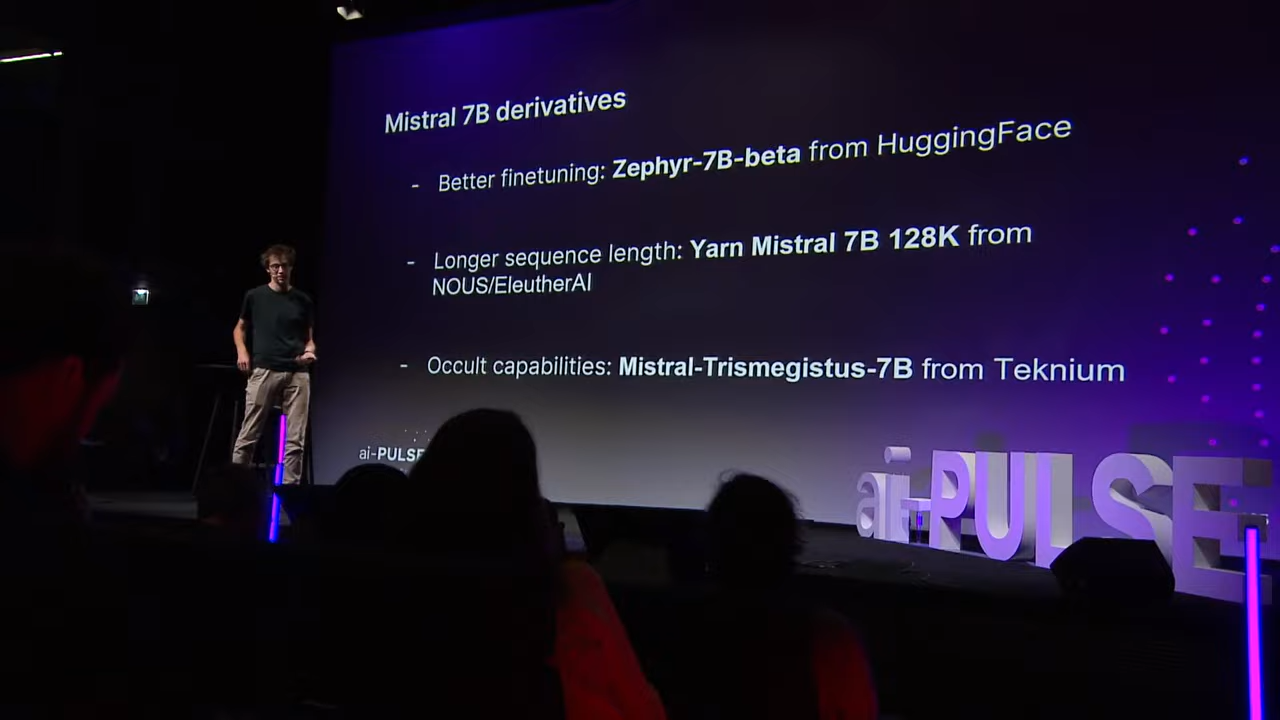 Mistral 7B derivatives
- Better finetuning: Zephyr-7B-beta from HuggingFace
- Longer sequence length: Yarn Mistral 7B 128K from
NOUS/EleutherAI
- Occult capabilities: Mistral-Trismegistus-7B from Teknium
ai-PULSE
ai-PULSE